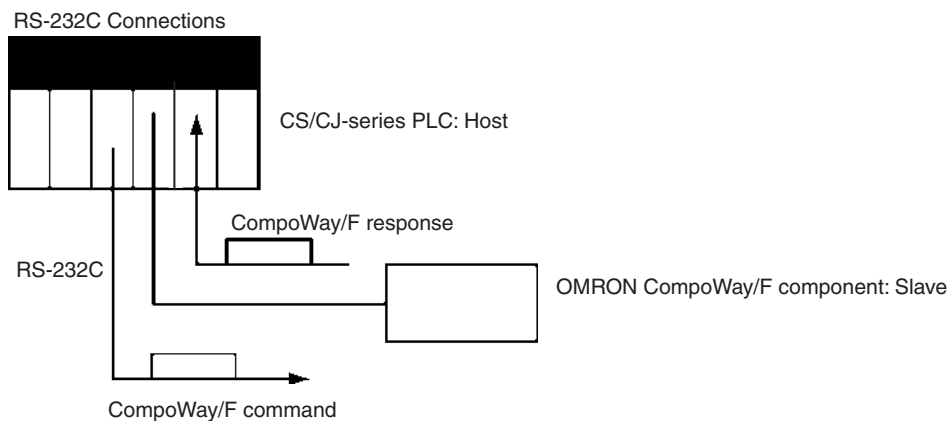 RS-232C Connections
CS/CJ-series PLC: Host
CompoWay/F response
RS-232C
OMRON CompoWay/F component: Slave
CompoWay/F command